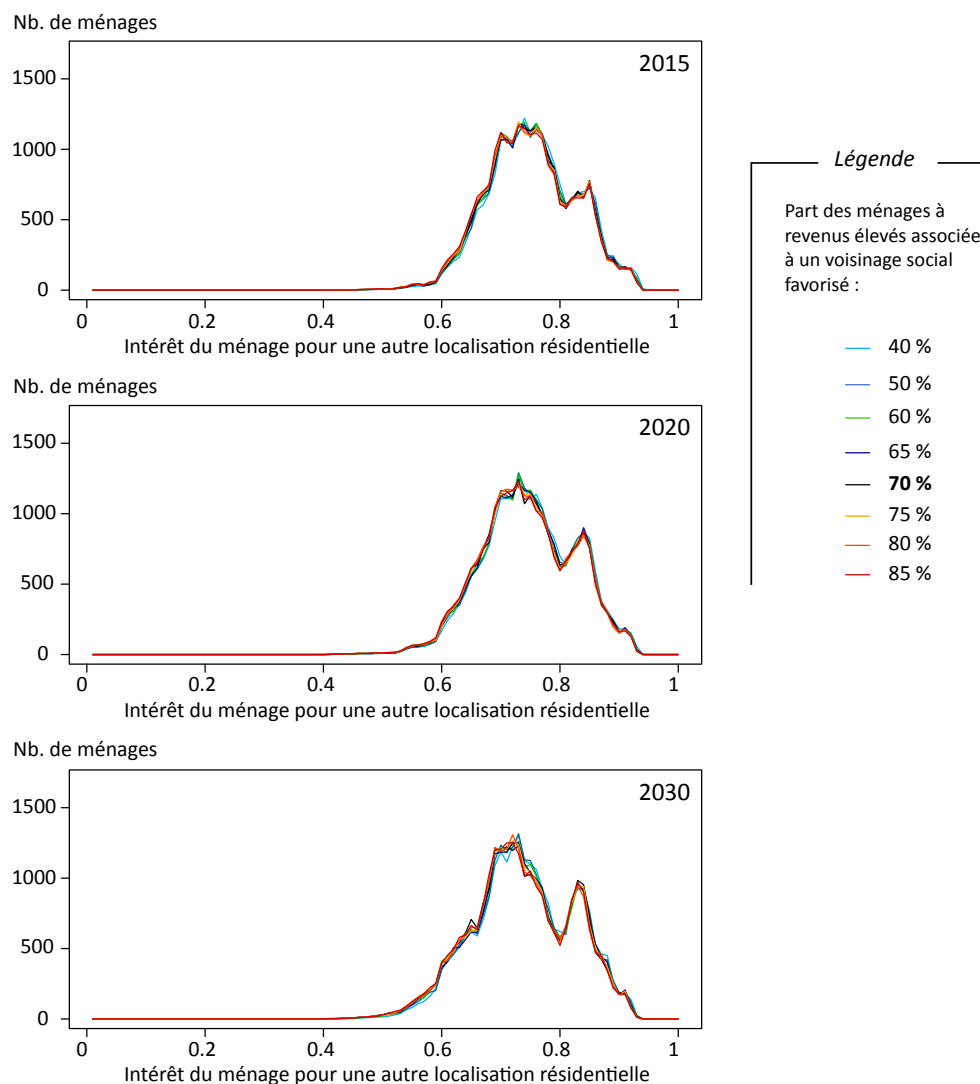 Nb. de ménages
2015
1500
1000
500
0
0 0.2 0.4 0.6 0.8 1
Intérêt du ménage pour une autre localisation résidentielle
Nb. de ménages
2020
1500
1000
500
0
0 0.2 0.4 0.6 0.8 1
Intérêt du ménage pour une autre localisation résidentielle
Nb. de ménages
2030
1500
1000
500
0
0 0.2 0.4 0.6 0.8 1
Intérêt du ménage pour une autre localisation résidentielle
Légende
Part des ménages à
revenus élevés associée
à un voisinage social
favorisé :
40 %
50 %
60 %
65 %
70 %
75 %
80 %
85 %